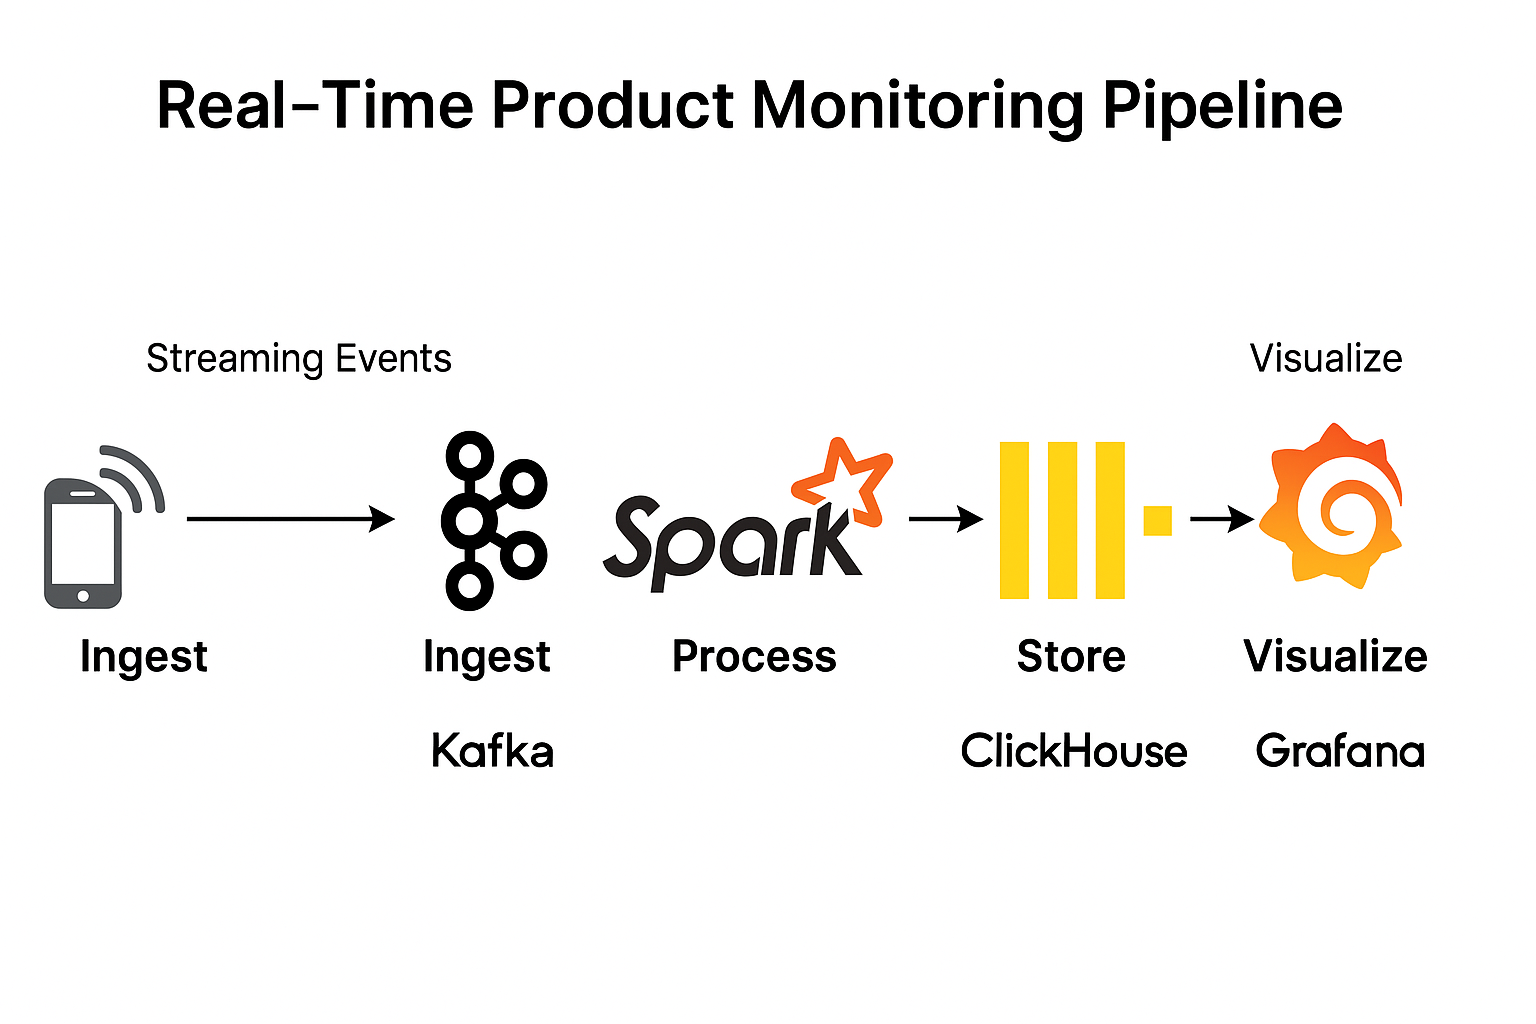 Real-Time Product Monitoring Pipeline
Streaming Events
Visualize
Spark
Ingest
Ingest
Process
Store
Visualize
Kafka
ClickHouse
Grafana